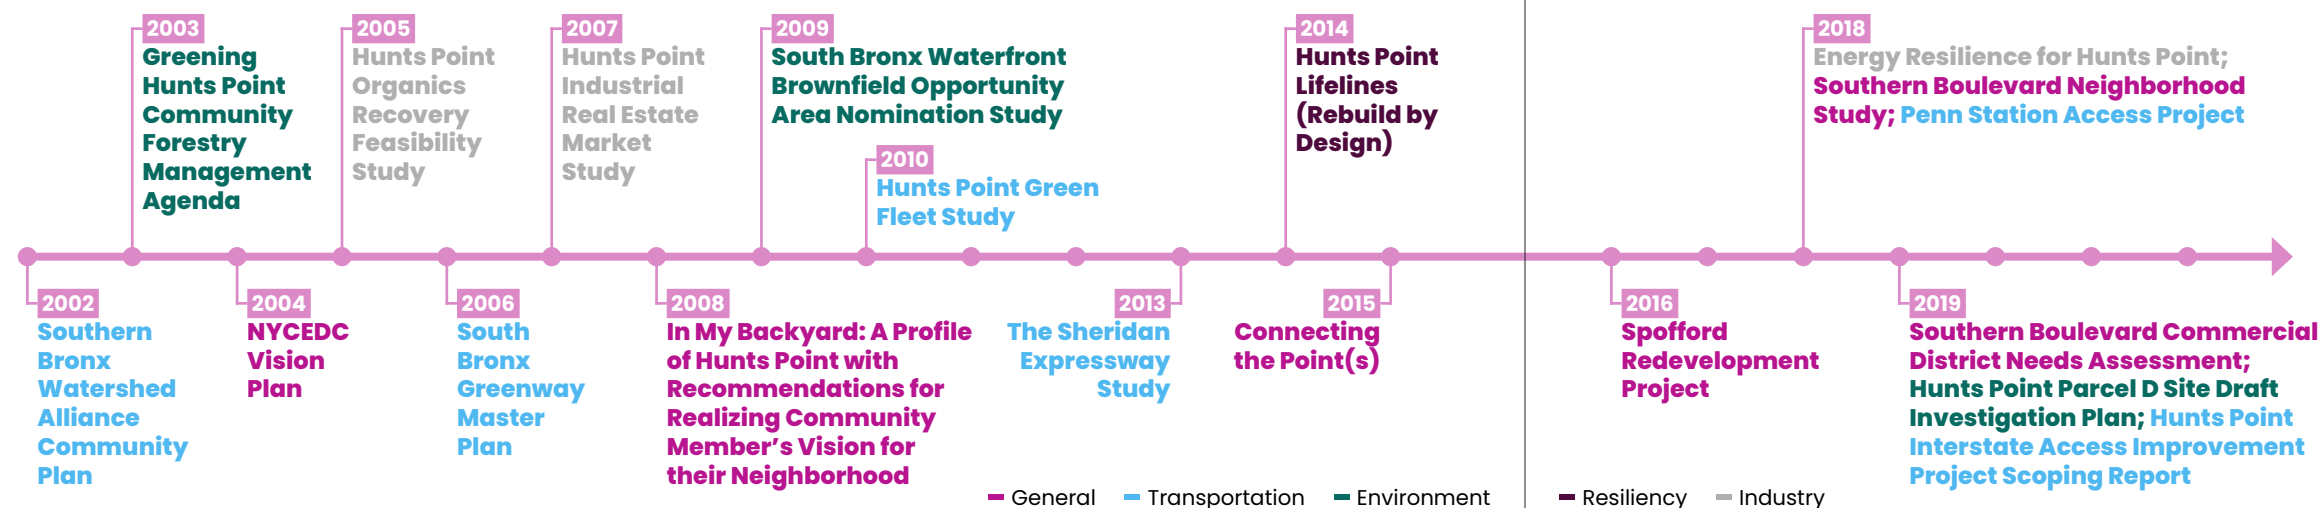 2003
Greening
Hunts Point
Community
Forestry
Management
Agenda
2005
Hunts Point
Organics
Recovery
Feasibility
Study
2007
Hunts Point
Industrial
Real Estate
Market
Study
2009
South Bronx Waterfront
Brownfield Opportunity
Area Nomination Study
2010
Hunts Point Green
Fleet Study
2014
Hunts Point
Lifelines
(Rebuild by
Design)
2018
Energy Resilience for Hunts Point;
Southern Boulevard Neighborhood
Study; Penn Station Access Project
2002
Southern
Bronx
Watershed
Alliance
Community
Plan
2004
NYCEDC
Vision
Plan
2006
South
Bronx
Greenway
Master
Plan
2008
In My Backyard: A Profile
of Hunts Point with
Recommendations for
Realizing Community
Member’s Vision for
their Neighborhood
2013
The Sheridan
Expressway
Study
2015
Connecting
the Point(s)
2016
Spofford
Redevelopment
Project
2019
Southern Boulevard Commercial
District Needs Assessment;
Hunts Point Parcel D Site Draft
Investigation Plan; Hunts Point
Interstate Access Improvement
Project Scoping Report
General
Transportation
Environment
Resiliency
Industry